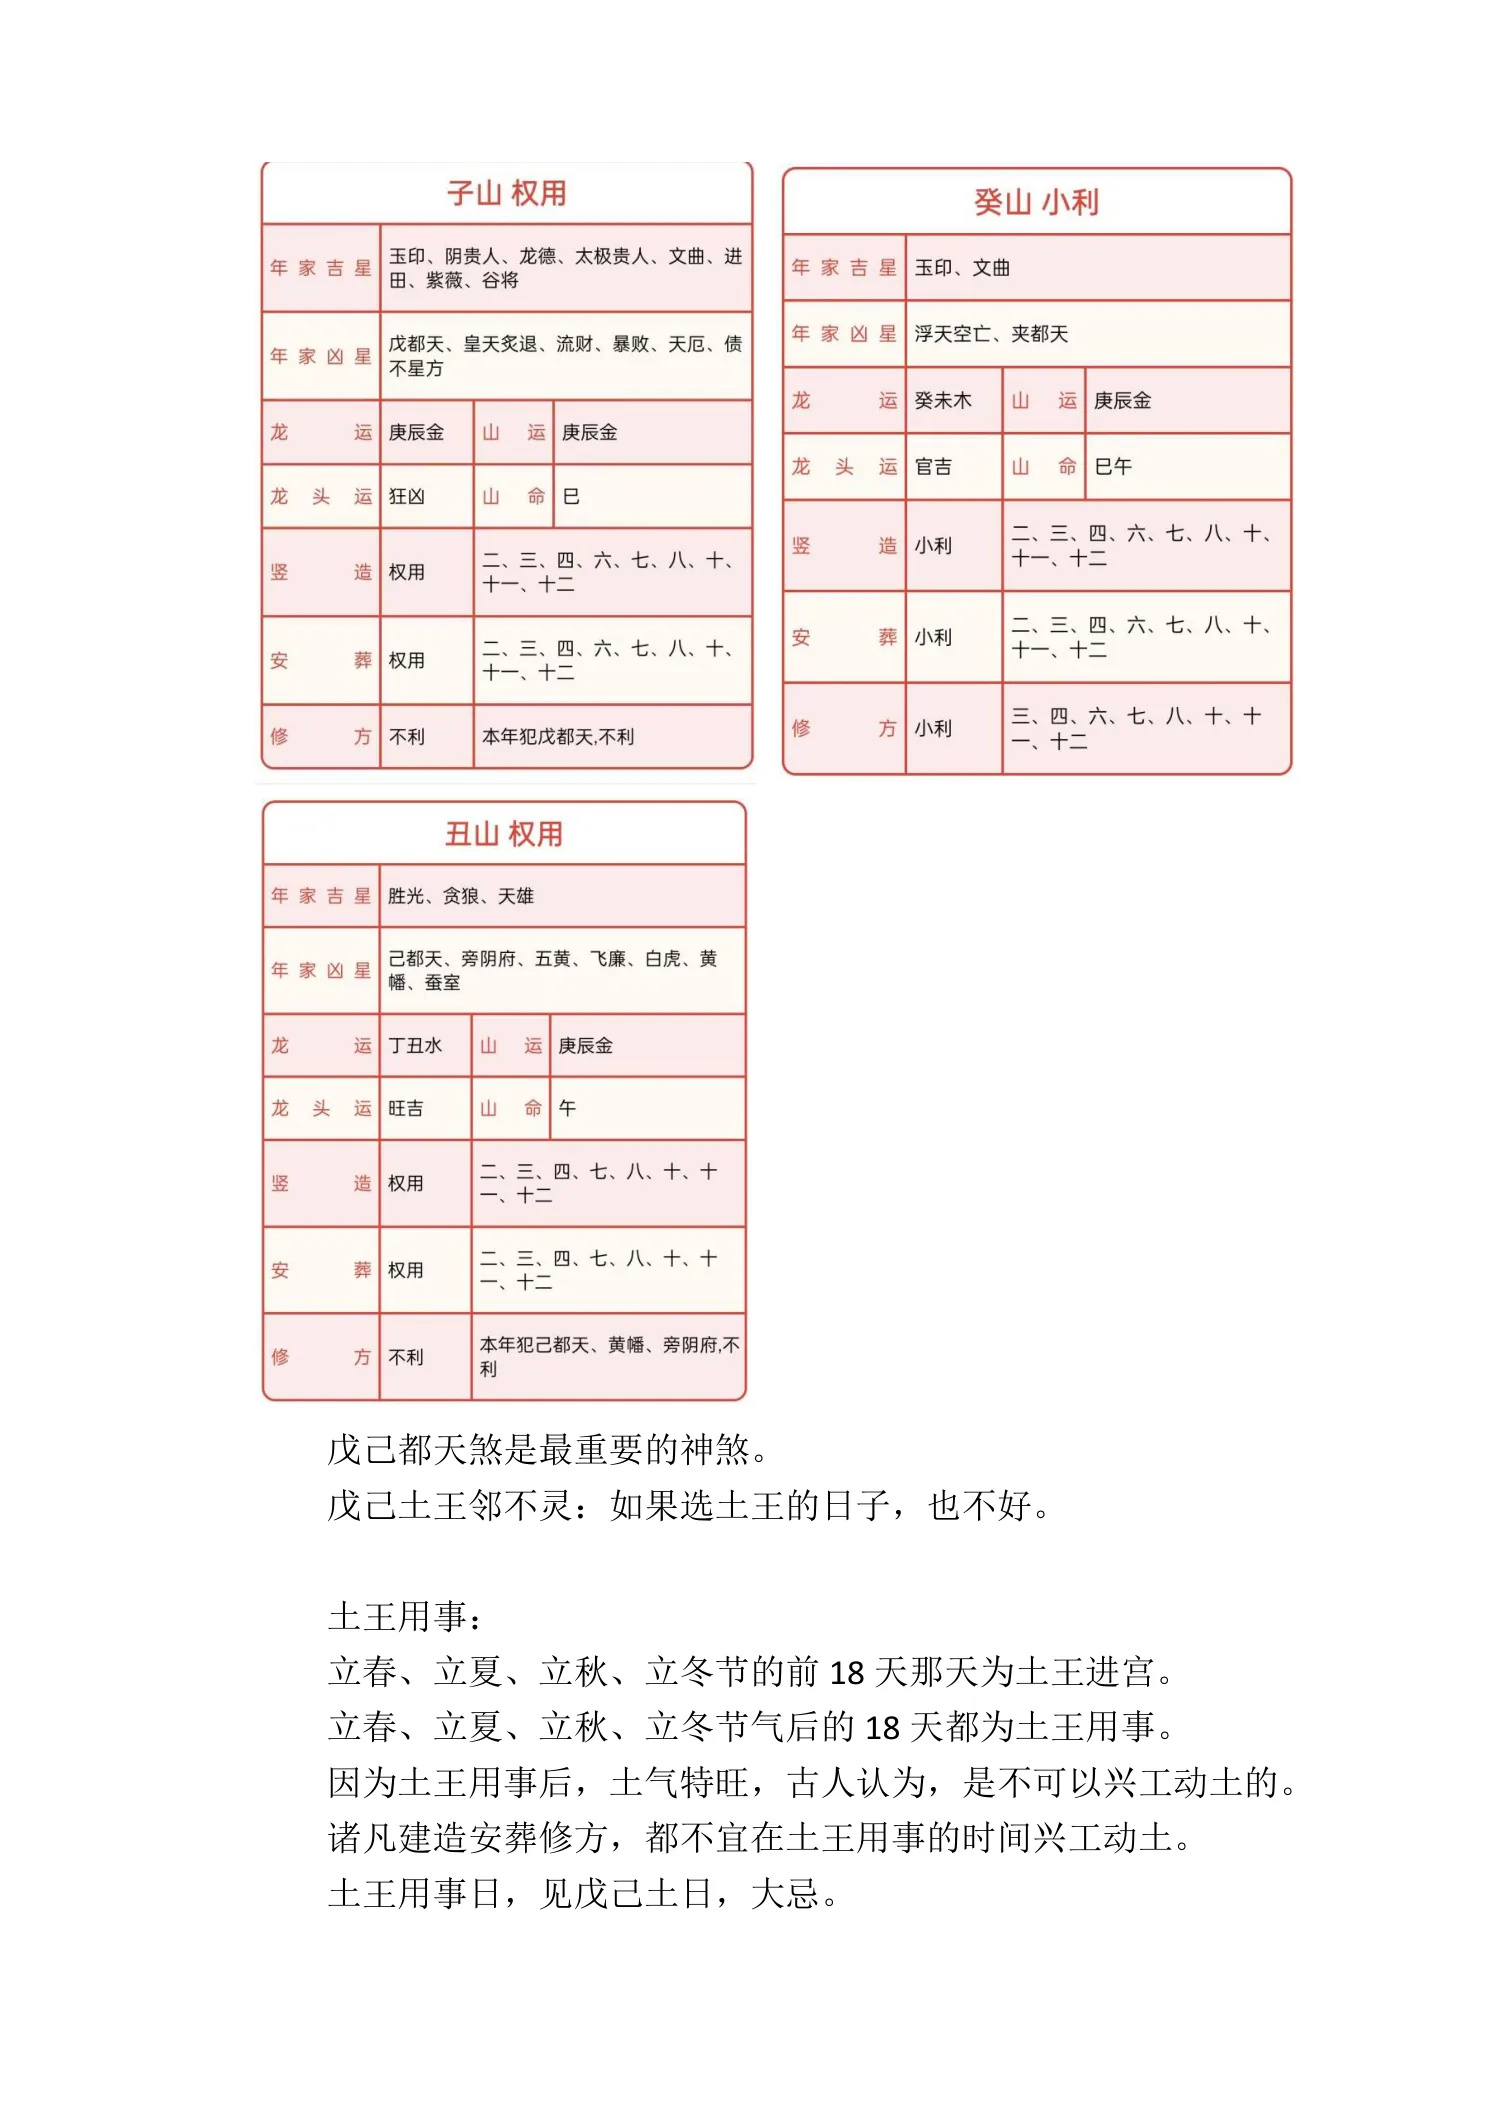 子山 权用
年家吉星 玉印、阴贵人、龙德、太极贵人、文曲、进
田、紫薇、谷将
年家凶星 戊都天、皇天炙退、流财、暴败、天厄、债
不星方
龙运 庚辰金 山运 庚辰金
龙头运 狂凶 山命 巳
竖造 权用 二、三、四、六、七、八、十、
十一、十二
安葬 权用 二、三、四、六、七、八、十、
十一、十二
修方 不利 本年犯戊都天,不利
癸山 小利
年家吉星 玉印、文曲
年家凶星 浮天空亡、夹都天
龙运 癸未木 山运 庚辰金
龙头运 官吉 山命 巳午
竖造 小利 二、三、四、六、七、八、十、
十一、十二
安葬 小利 二、三、四、六、七、八、十、
十一、十二
修方 小利 三、四、六、七、八、十、十
一、十二
丑山 权用
年家吉星 胜光、贪狼、天雄
年家凶星 己都天、旁阴府、五黄、飞廉、白虎、黄
幡、蚕室
龙运 丁丑水 山运 庚辰金
龙头运 旺吉 山命 午
竖造 权用 二、三、四、七、八、十、十
一、十二
安葬 权用 二、三、四、七、八、十、十
一、十二
修方 不利 本年犯己都天、黄幡、旁阴府,不
利
戊己都天煞是最重要的神煞。
戊己土王邻不灵：如果选土王的日子，也不好。
土王用事：
立春、立夏、立秋、立冬节的前 18 天那天为土王进宫。
立春、立夏、立秋、立冬节气后的 18 天都为土王用事。
因为土王用事后，土气特旺，古人认为，是不可以兴工动土的。
诸凡建造安葬修方，都不宜在土王用事的时间兴工动土。
土王用事日，见戊己土日，大忌。